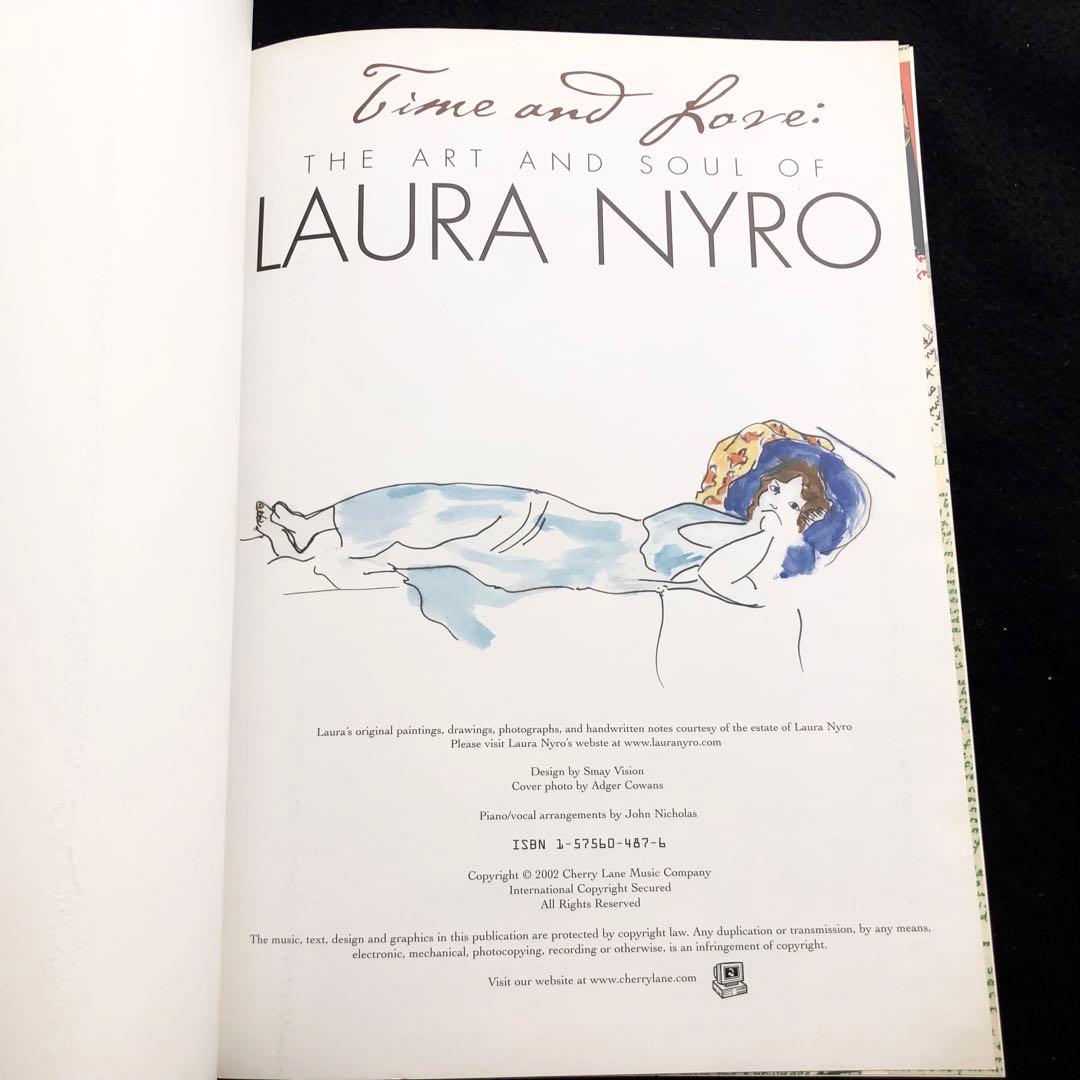 Time and Love:
THE ART AND SOUL OF
LAURA NYRO
Laura's original paintings, drawings, photographs, and handwritten notes courtesy of the estate of Laura Nyro
Please visit Laura Nyro's webste at www.lauranyro.com
Design by Smay Vision
Cover photo by Adger Cowans
Piano/vocal arrangements by John Nicholas
ISBN 1-57560-487-6
Copyright © 2002 Cherry Lane Music Company
International Copyright Secured
All Rights Reserved
The music, text, design and graphics in this publication are protected by copyright law. Any duplication or transmission, by any means,
electronic, mechanical, photocopying, recording or otherwise, is an infringement of copyright.
Visit our website at www.cherrylane.com